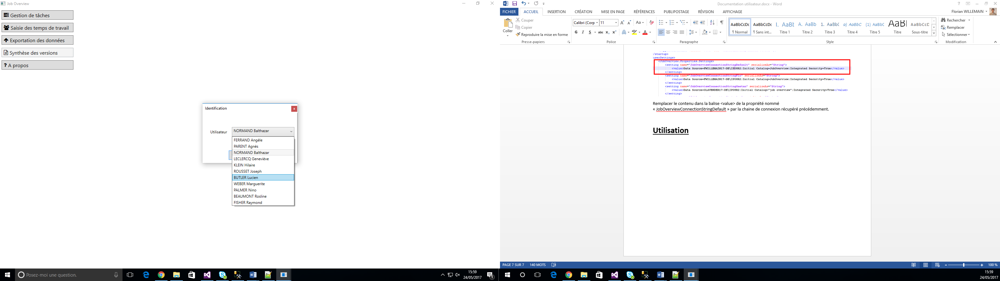 Job Overview
Gestion de tâches
Saisie des temps de travail
Exportation des données
Synthèse des versions
? A propos
Identification
Utilisateur
NORMAND Balthazar
FERRAND Angèle
PARENT Agnès
NORMAND Balthazar
LECLERCQ Geneviève
KLEIN Hilaire
ROUSSET Joseph
BUTLER Lucien
WEBER Marguerite
PALMER Nino
BEAUMONT Rosline
FISHER Raymond
Posez-moi une question.
15:59
24/05/2017
1
Documentation utilisateur.docx - Word
FICHIER ACCUEIL INSERTION CRÉATION MISE EN PAGE RÉFÉRENCES PUBLIPOSTAGE RÉVISION AFFICHAGE
Florian WILLEMAIN
Coller
Couper
Copier
Reproduire la mise en forme
Presse-papiers
Calibri (Corp 11
G I S abc x₂ x²
Police
Paragraphe
AaBbCcDc AaBbCcDc I. AaBb A. AaBb 1. AaBbC a) AaBbC (1) AaBbC AaBl AaBbCcD
¶ Normal ¶ Sans int... Titre 1 Titre 2 Titre 3 Titre 4 Titre 5 Titre Sous-titre
Style
Rechercher
Remplacer
Sélectionner
Modification
/startup>
userSettings>
<JobOverview.Properties.Settings>
<setting name="JobOverviewConnectionStringDefault" serializeAs="String">
<value>Data Source=FWILLEMAIN17-DE\IP08R2;Initial Catalog=JobOverview;Integrated Security=True</value>
</setting>
<setting name="JobOverviewConnectionStringFlo" serializeAs="String">
<value>Data Source=FWILLEMAIN17-DE\IP08R2;Initial Catalog=JobOverview;Integrated Security=True</value>
</setting>
<setting name="JobOverviewConnectionStringGaetan" serializeAs="String">
<value>Data Source=GLAVENDER17-DE\IP08R2;Initial Catalog="job overview";Integrated Security=True</value>
</setting>
Remplacer le contenu dans la balise <value> de la propriété nommé
« JobOverviewConnectionStringDefault » par la chaine de connexion récupéré précédemment.
Utilisation
PAGE 7 SUR 7 140 MOTS
100 %
15:59
24/05/2017